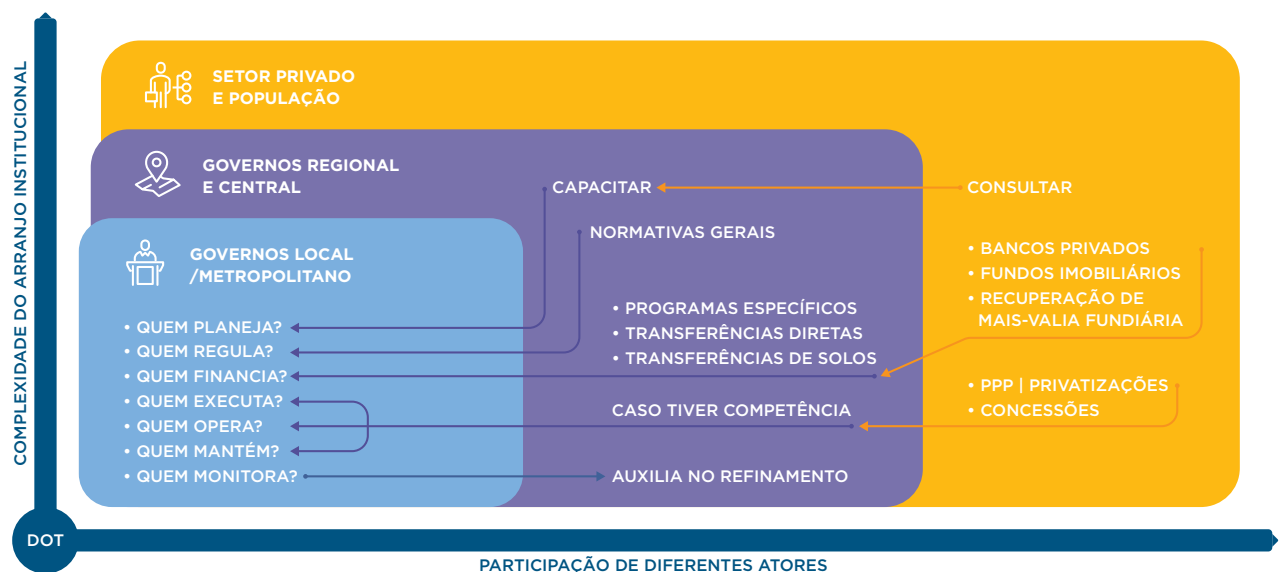 COMPLEXIDADE DO ARRANJO INSTITUCIONAL
SETOR PRIVADO
E POPULAÇÃO
GOVERNOS REGIONAL
E CENTRAL
CAPACITAR
CONSULTAR
NORMATIVAS GERAIS
GOVERNOS LOCAL
/METROPOLITANO
• BANCOS PRIVADOS
• FUNDOS IMOBILIÁRIOS
• RECUPERAÇÃO DE
MAIS-VALIA FUNDIÁRIA
• PROGRAMAS ESPECÍFICOS
• TRANSFERÊNCIAS DIRETAS
• TRANSFERÊNCIAS DE SOLOS
• QUEM PLANEJA?
• QUEM REGULA?
• QUEM FINANCIA?
• QUEM EXECUTA?
• QUEM OPERA?
• QUEM MANTÉM?
• QUEM MONITORA?
CASO TIVER COMPETÊNCIA
• PPP | PRIVATIZAÇÕES
• CONCESSÕES
AUXILIA NO REFINAMENTO
DOT
PARTICIPAÇÃO DE DIFERENTES ATORES